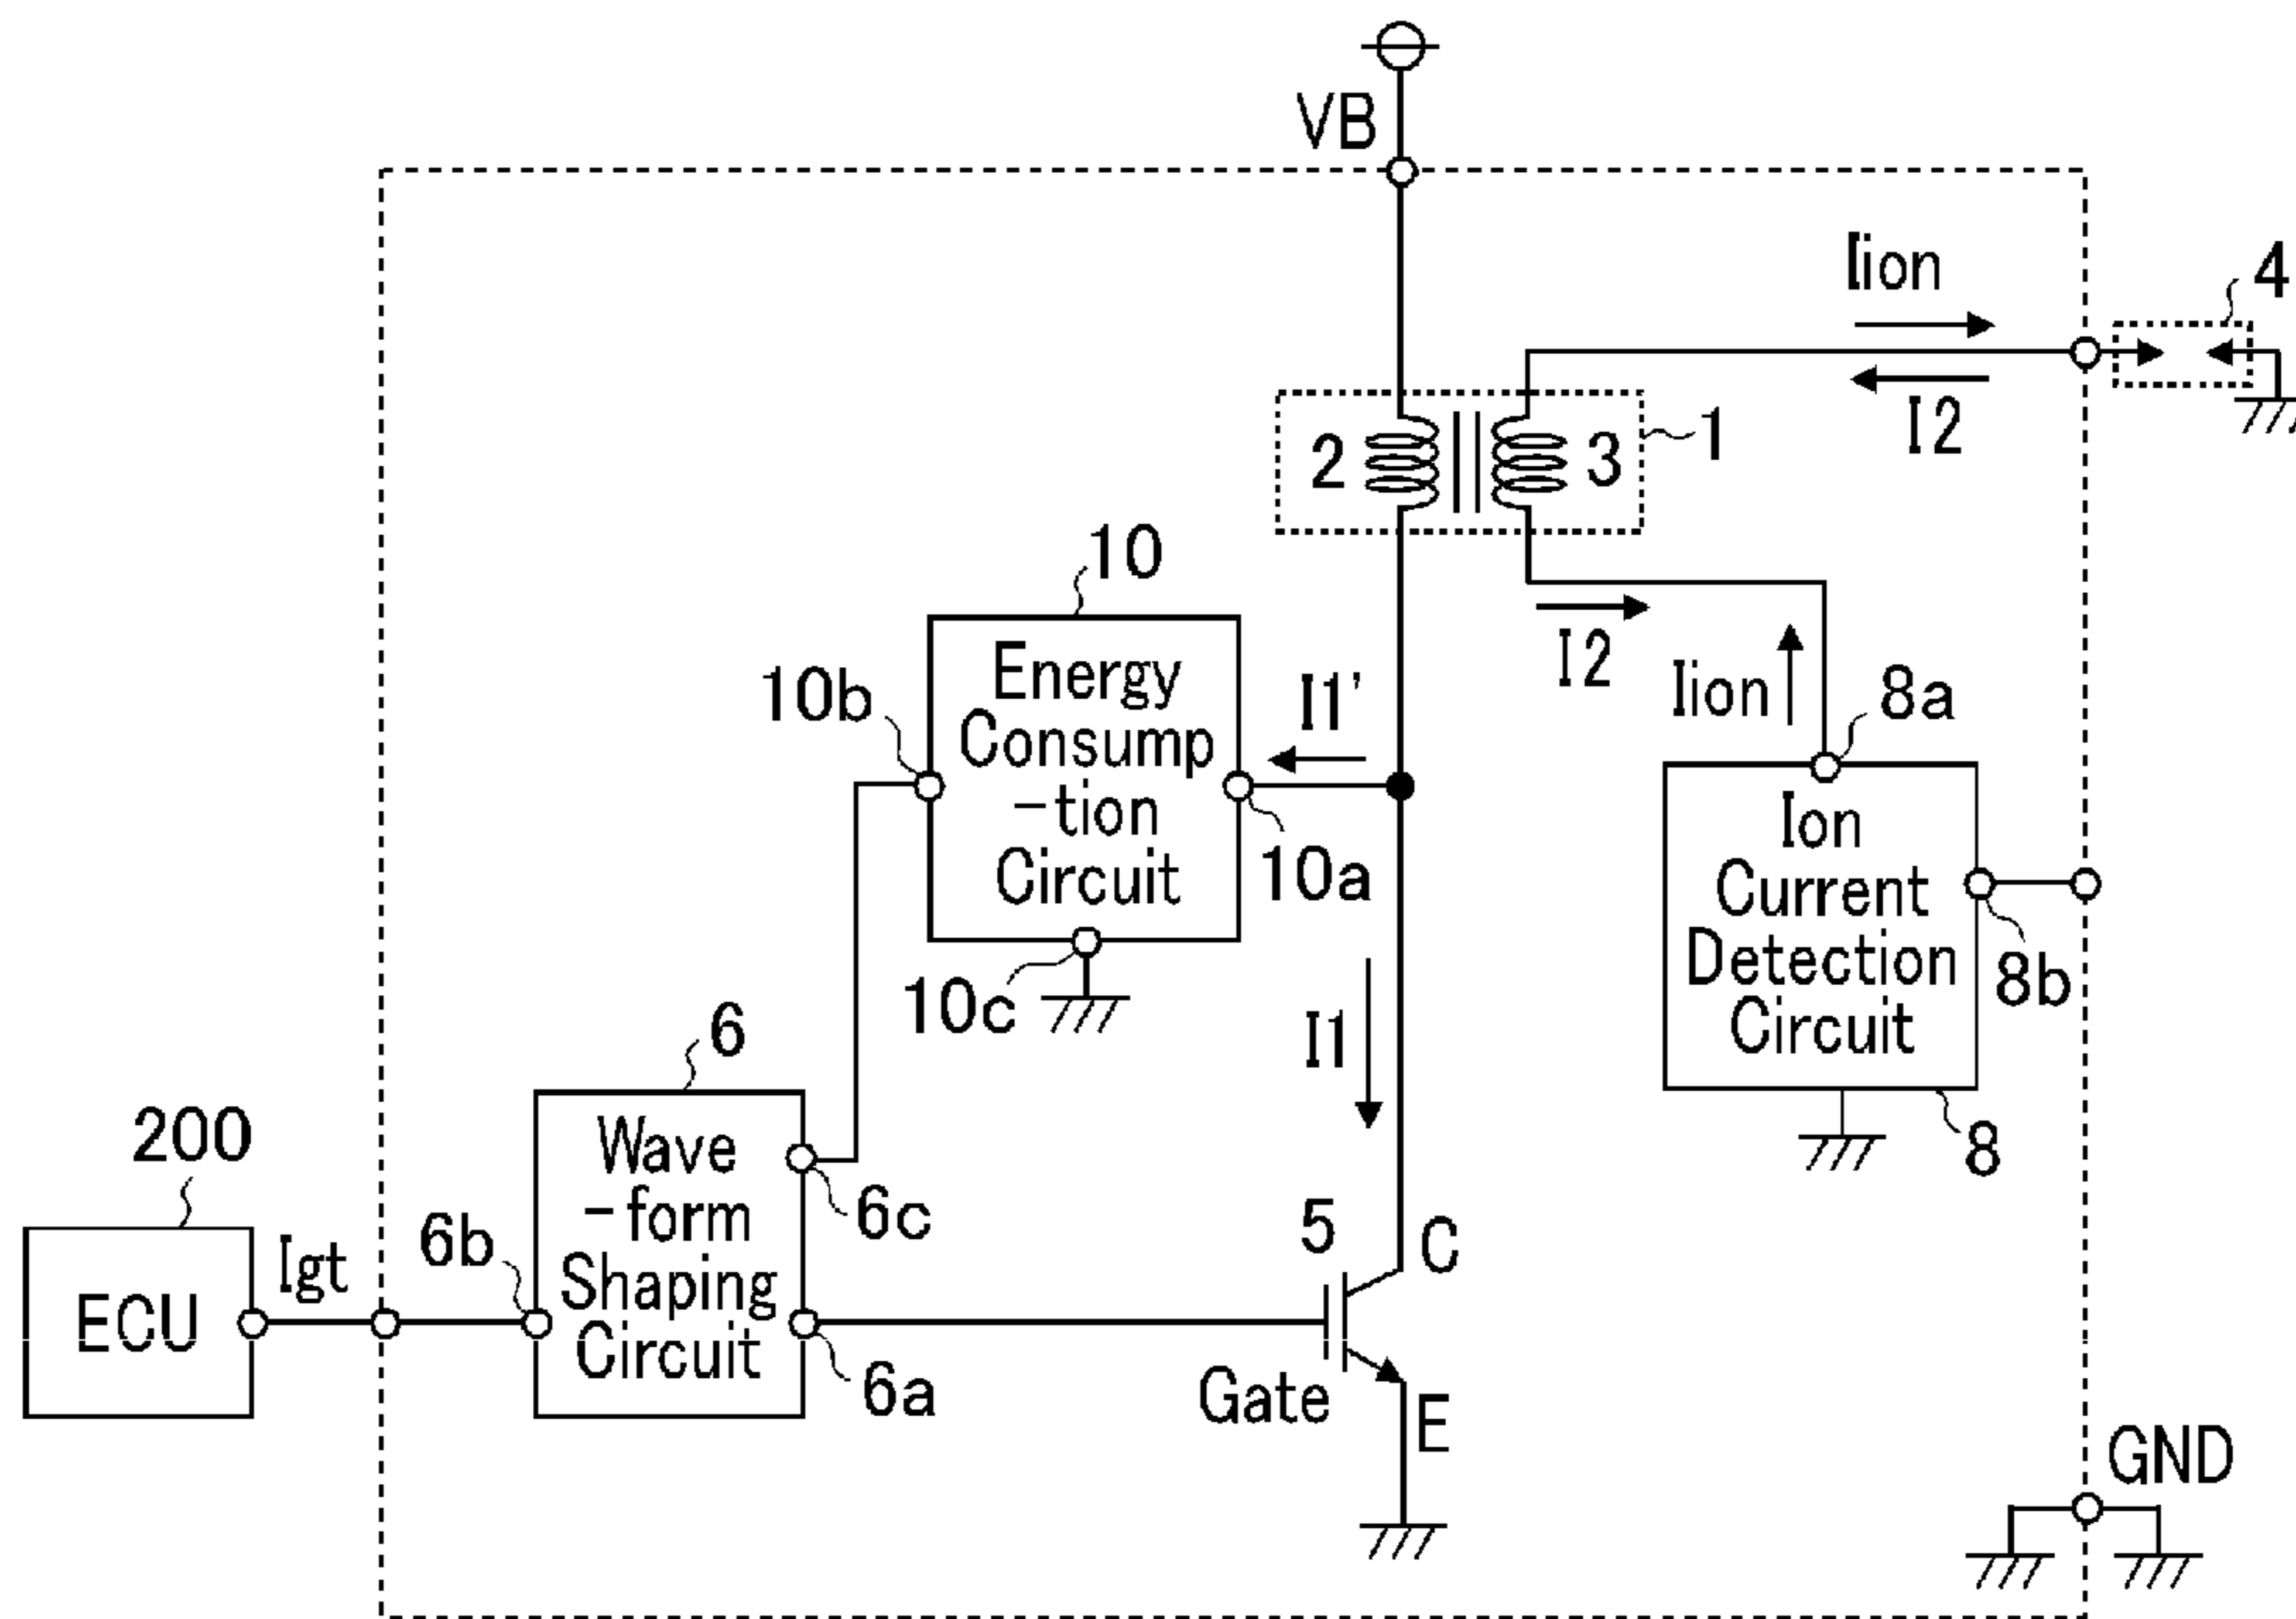 VB
Iion
4
I2
2
3
1
10
Energy
Consump
-tion
Circuit
10b
I1'
10a
10c
I2
Iion
8a
Ion
Current
Detection
Circuit
8b
8
I1
6
Wave
-form
Shaping
Circuit
6c
6b
6a
200
ECU
Igt
5
C
Gate
E
GND